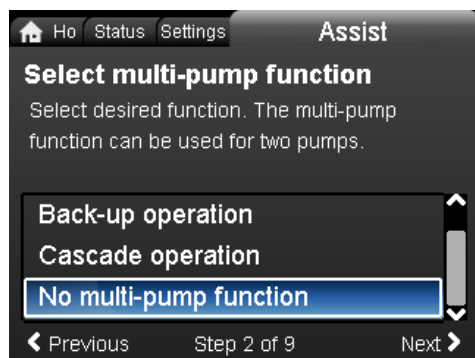 Ho Status Settings Assist
Select multi-pump function
Select desired function. The multi-pump
function can be used for two pumps.
Back-up operation
Cascade operation
No multi-pump function
Previous Step 2 of 9 Next